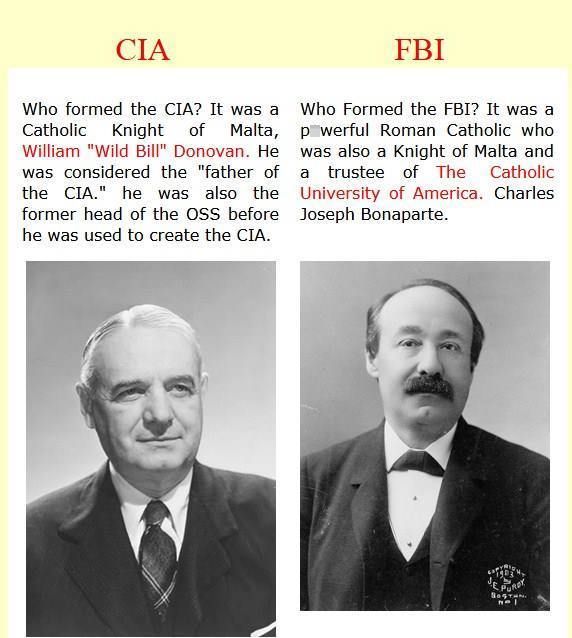 CIA
FBI
Who formed the CIA? It was a
Catholic Knight of Malta,
William "Wild Bill" Donovan. He
was considered the "father of
the CIA." he was also the
former head of the OSS before
he was used to create the CIA.
Who Formed the FBI? It was a
powerful Roman Catholic who
was also a Knight of Malta and
a trustee of The Catholic
University of America. Charles
Joseph Bonaparte.
COPYRIGHT
1903
by
J.E. PURDY
BOSTON.
No 1